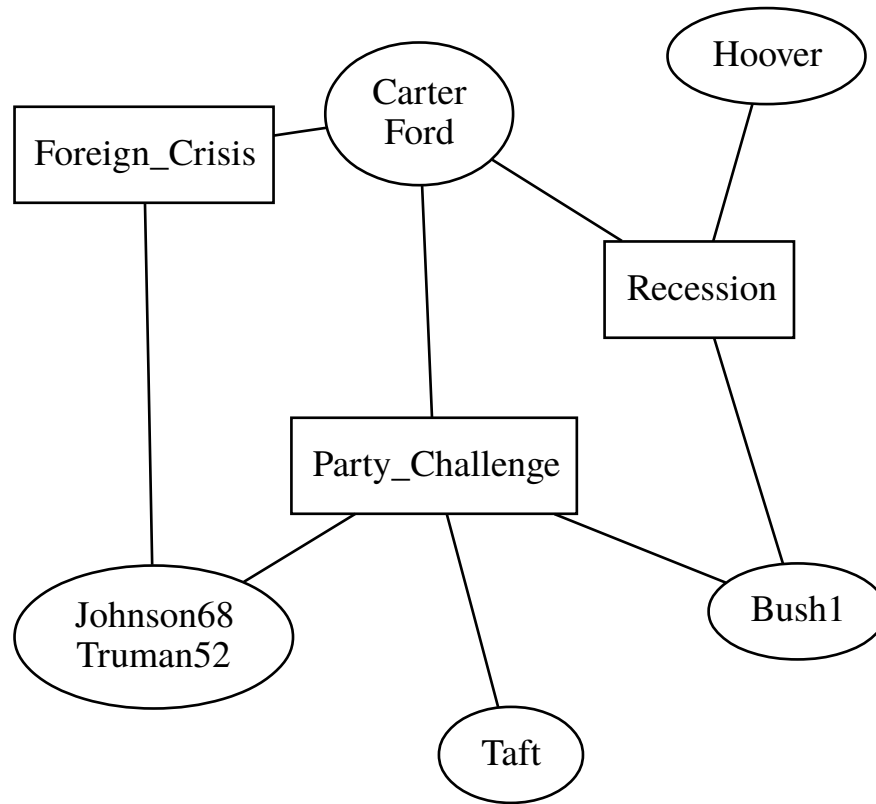 Hoover
Carter
Ford
Foreign_Crisis
Recession
Party_Challenge
Johnson68
Truman52
Bush1
Taft